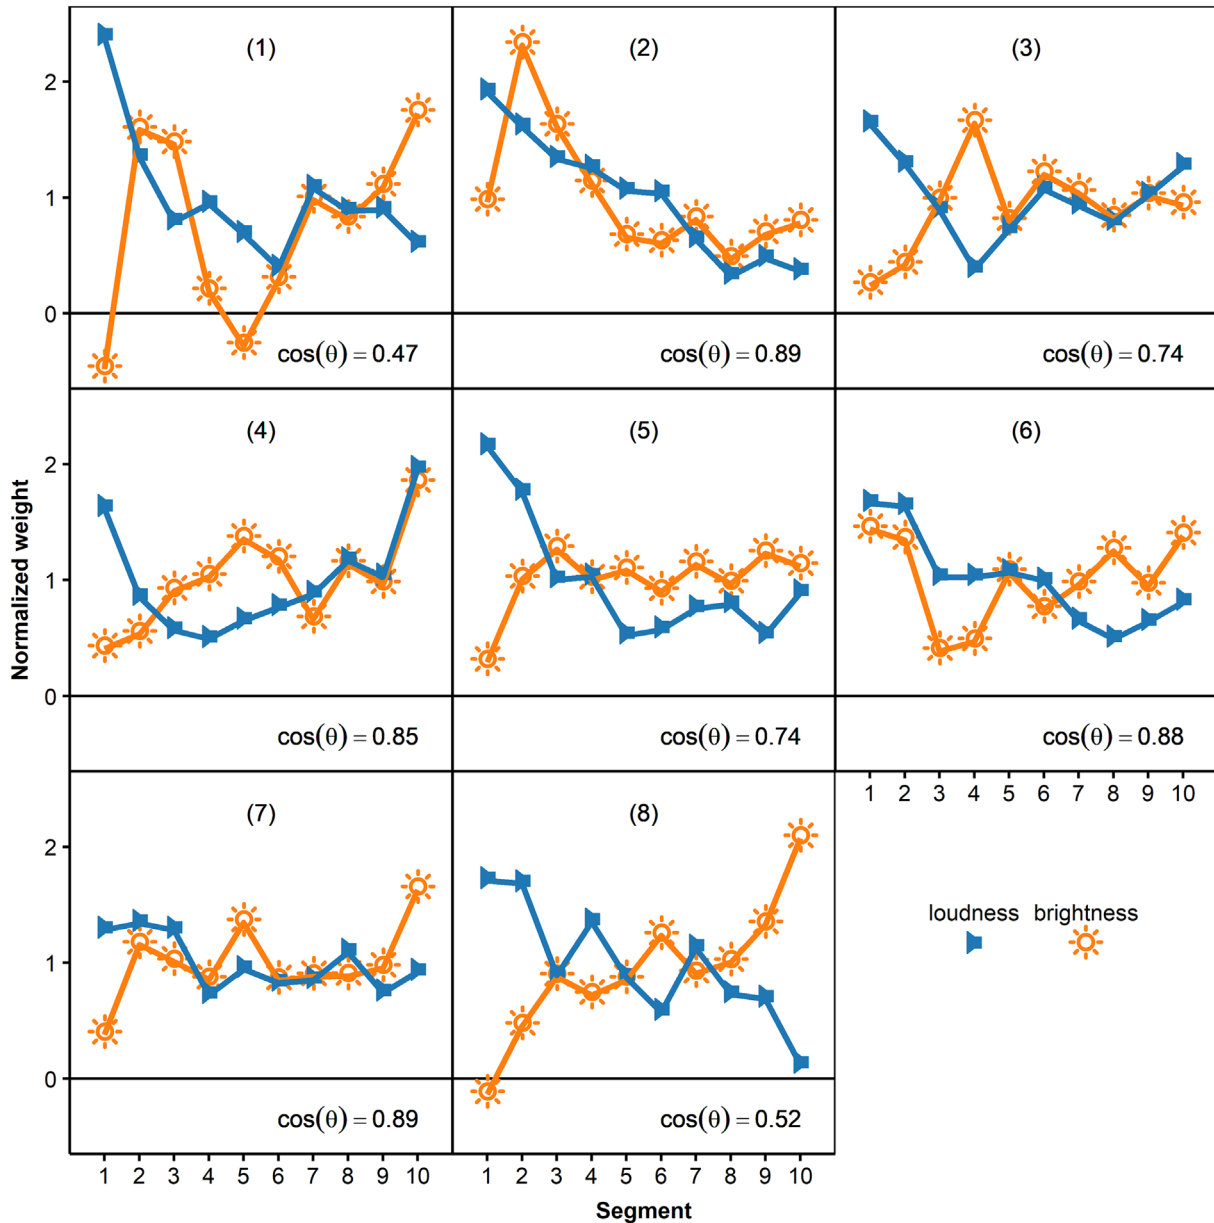 (1) (2) (3)
2
1
0
cos(θ) = 0.47 cos(θ) = 0.89 cos(θ) = 0.74
(4) (5) (6)
2
1
0
cos(θ) = 0.85 cos(θ) = 0.74 cos(θ) = 0.88
Normalized weight
1 2 3 4 5 6 7 8 9 10
(7) (8)
2
1
0
loudness brightness
cos(θ) = 0.89 cos(θ) = 0.52
1 2 3 4 5 6 7 8 9 10 1 2 3 4 5 6 7 8 9 10
Segment